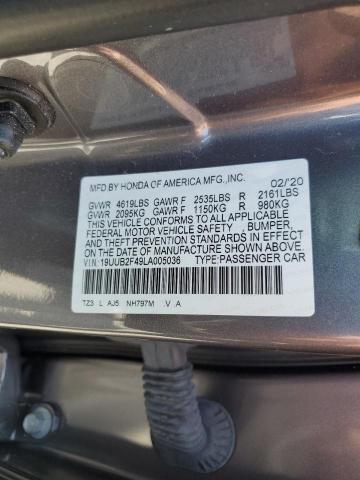 MFD.BY HONDA OF AMERICA MFG.,INC. 02/20
GVWR 4619LBS GAWR F 2535LBS R 2161LBS
GVWR 2095KG GAWR F 1150KG R 980KG
THIS VEHICLE CONFORMS TO ALL APPLICABLE
FEDERAL MOTOR VEHICLE SAFETY , BUMPER,
AND THEFT PREVENTION STANDARDS IN EFFECT
ON THE DATE OF MANUFACTURE SHOWN ABOVE.
V.I.N: 19UUB2F49LA005036 TYPE:PASSENGER CAR
TZ3 L AJ5 NH797M .V .A